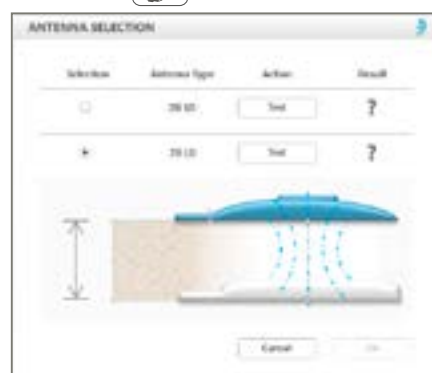 ANTENNA SELECTION
Selection Antenna Type Action Result
Test ?
Test ?
Cancel